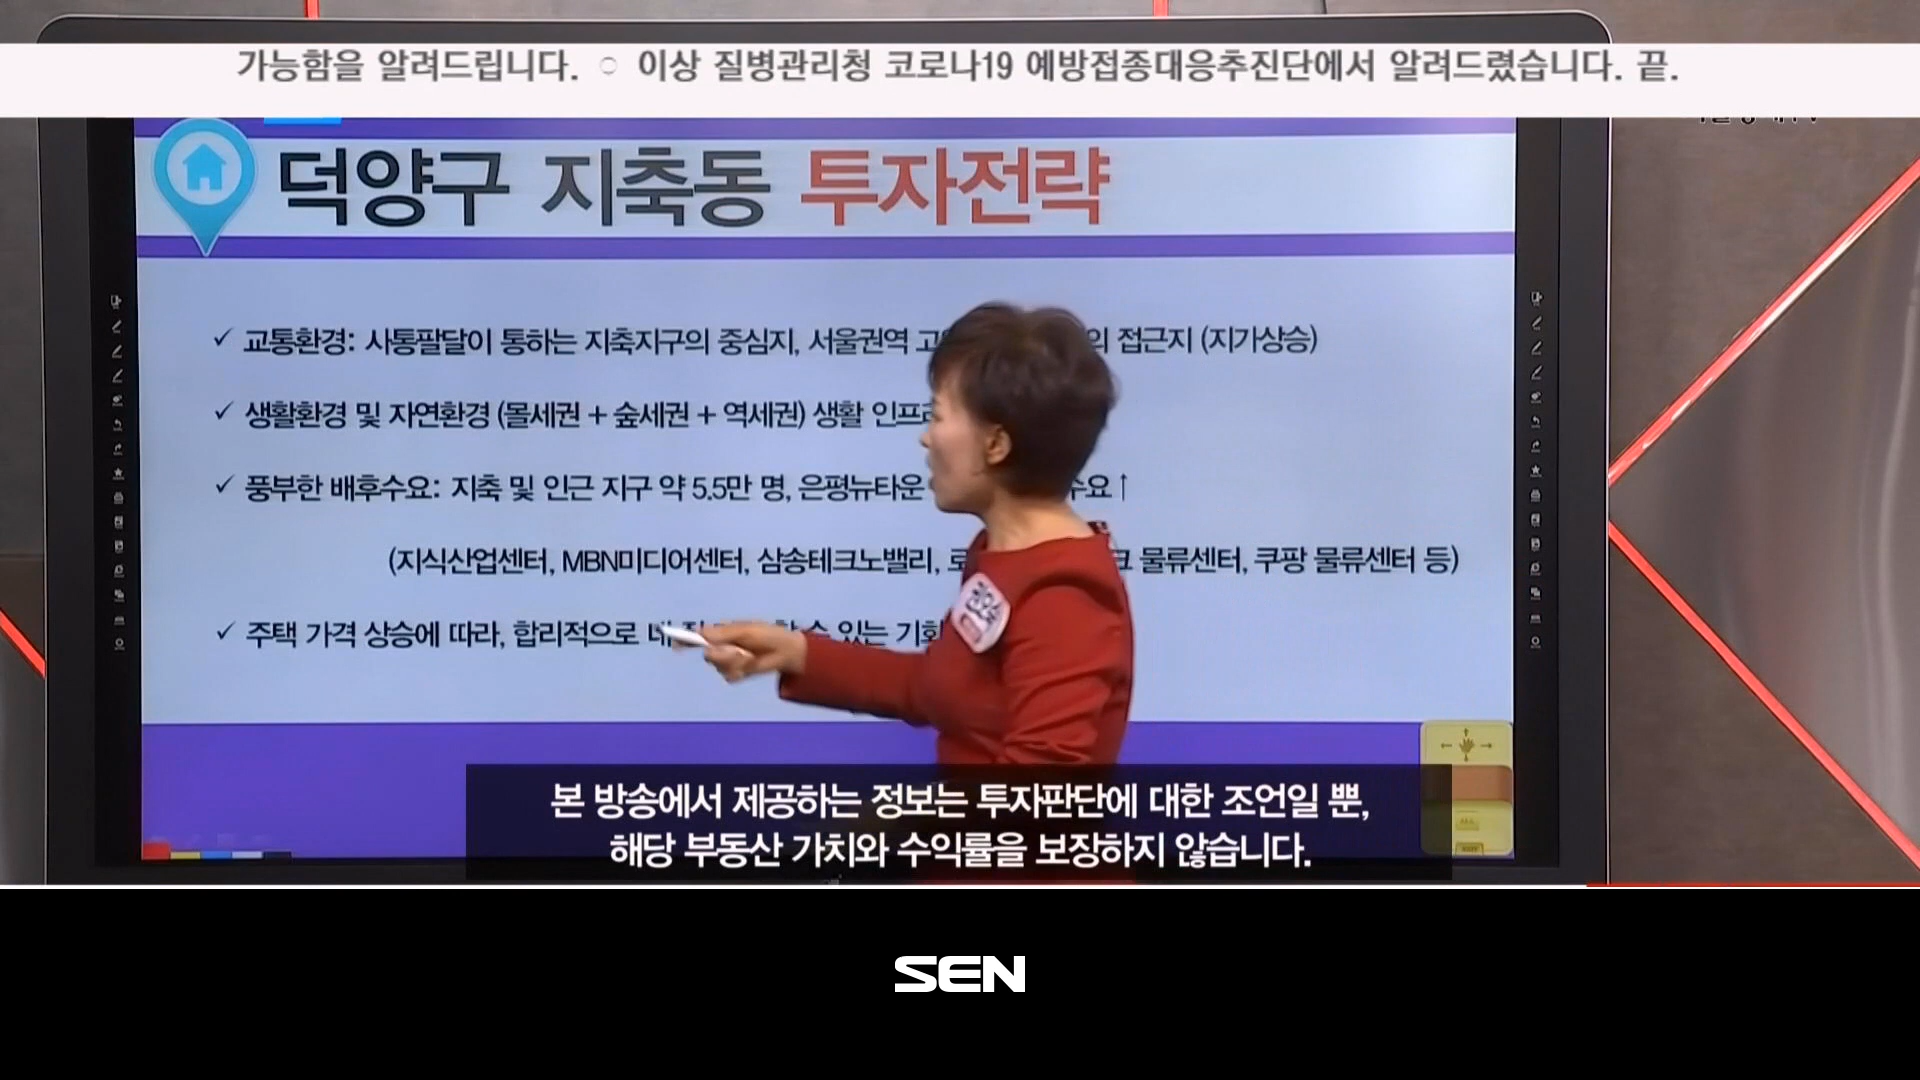 가능함을 알려드립니다. ○ 이상 질병관리청 코로나19 예방접종대응추진단에서 알려드렸습니다. 끝.
덕양구 지축동 투자전략
✓ 교통환경: 사통팔달이 통하는 지축지구의 중심지, 서울권역 접근지 (지가상승)
✓ 생활환경 및 자연환경 (몰세권 + 숲세권 + 역세권) 생활
✓ 풍부한 배후수요: 지축 및 인근 지구 약 5.5만 명, 은평뉴타운 수요↑
(지식산업센터, MBN미디어센터, 삼송테크노밸리, 물류센터, 쿠팡 물류센터 등)
✓ 주택 가격 상승에 따라, 합리적으로 있는
본 방송에서 제공하는 정보는 투자판단에 대한 조언일 뿐,
해당 부동산 가치와 수익률을 보장하지 않습니다.
SEN